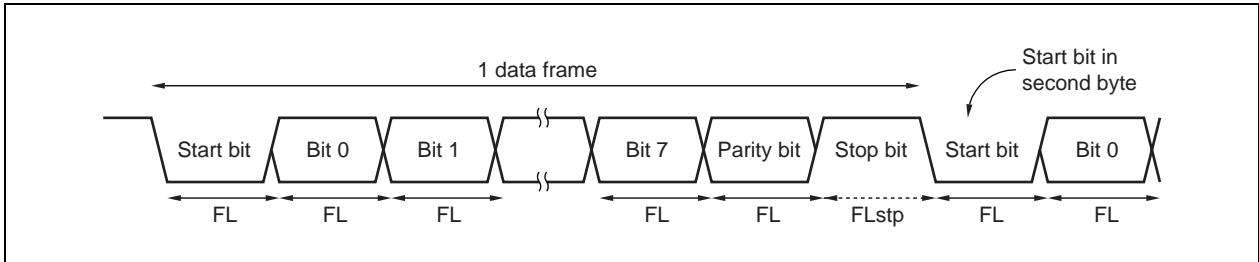 1 data frame
Start bit in
second byte
Start bit Bit 0 Bit 1 Bit 7 Parity bit Stop bit Start bit Bit 0
FL FL FL FL FL FLstp FL FL